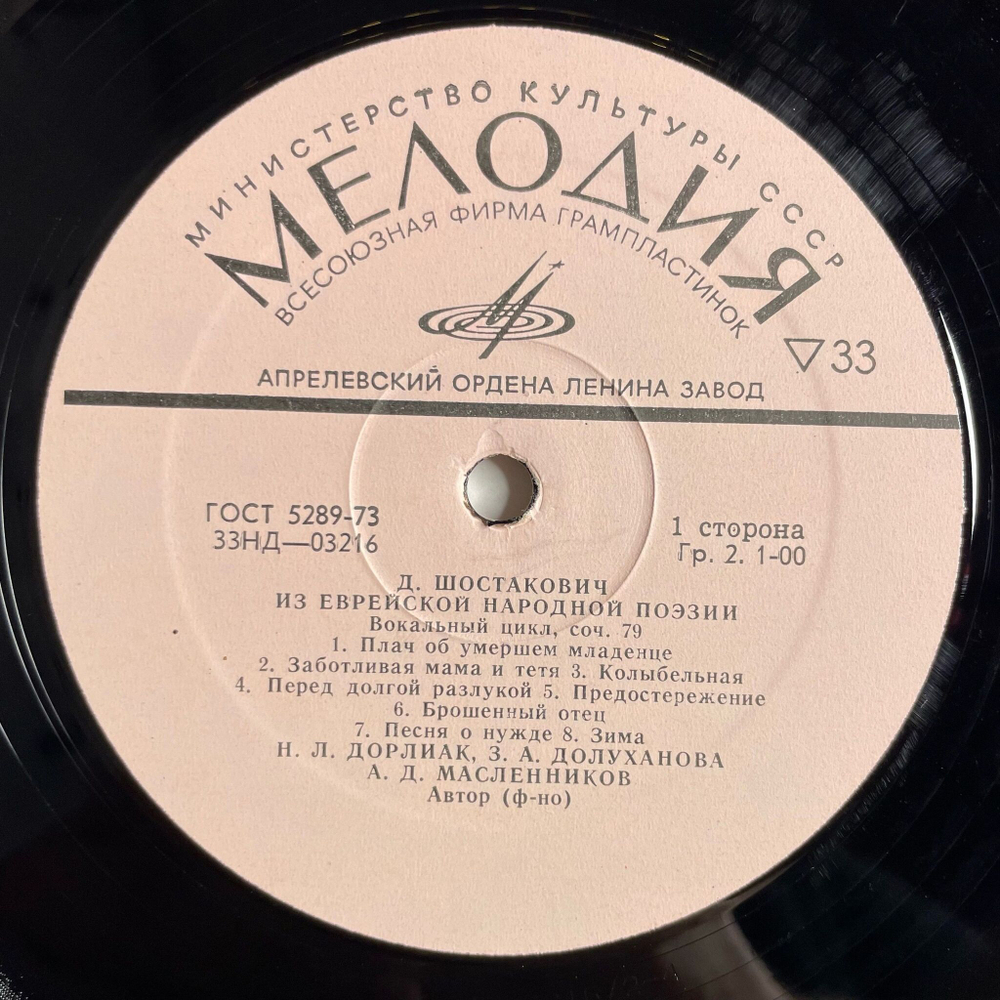 МИНИСТЕРСТВО КУЛЬТУРЫ СССР
МЕЛОДИЯ
ВСЕСОЮЗНАЯ ФИРМА ГРАМПЛАСТИНОК
33
АПРЕЛЕВСКИЙ ОРДЕНА ЛЕНИНА ЗАВОД
ГОСТ 5289-73
33НД—03216
1 сторона
Гр. 2. 1-00
Д. ШОСТАКОВИЧ
ИЗ ЕВРЕЙСКОЙ НАРОДНОЙ ПОЭЗИИ
Вокальный цикл, соч. 79
1. Плач об умершем младенце
2. Заботливая мама и тетя 3. Колыбельная
4. Перед долгой разлукой 5. Предостережение
6. Брошенный отец
7. Песня о нужде 8. Зима
Н. Л. ДОРЛИАК, З. А. ДОЛУХАНОВА
А. Д. МАСЛЕННИКОВ
Автор (ф-но)